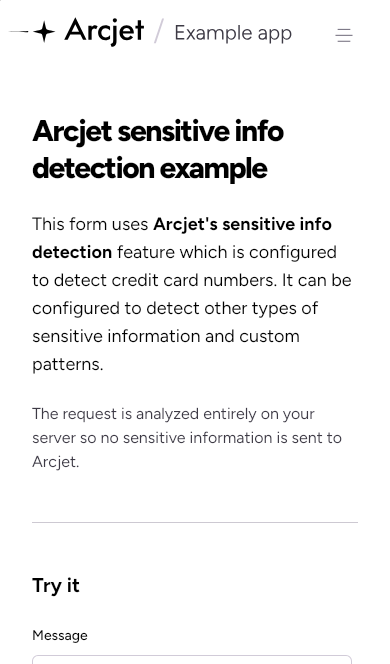 Arcjet / Example app
Arcjet sensitive info
detection example
This form uses Arcjet's sensitive info
detection feature which is configured
to detect credit card numbers. It can be
configured to detect other types of
sensitive information and custom
patterns.
The request is analyzed entirely on your
server so no sensitive information is sent to
Arcjet.
Try it
Message